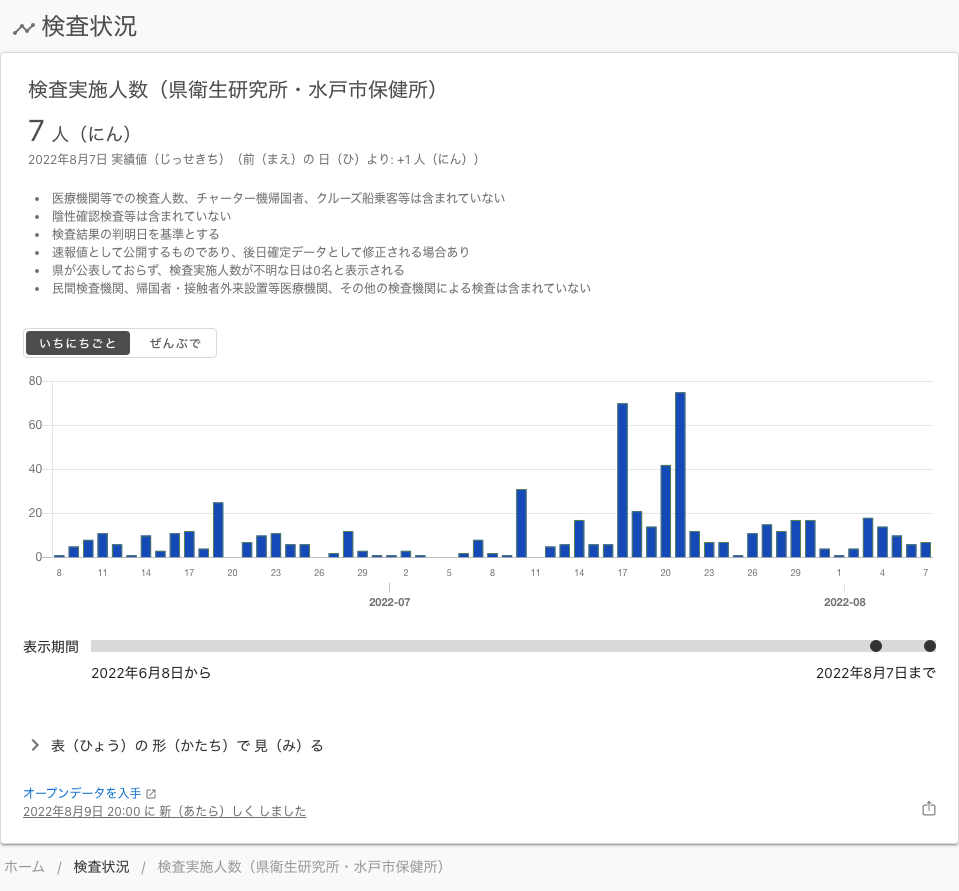 検査状況
検査実施人数（県衛生研究所・水戸市保健所）
7 人（にん）
2022年8月7日 実績値（じっせきち）（前（まえ）の 日（ひ）より: +1 人（にん））
• 医療機関等での検査人数、チャーター機帰国者、クルーズ船乗客等は含まれていない
• 陰性確認検査等は含まれていない
• 検査結果の判明日を基準とする
• 速報値として公開するものであり、後日確定データとして修正される場合あり
• 県が公表しておらず、検査実施人数が不明な日は0名と表示される
• 民間検査機関、帰国者・接触者外来設置等医療機関、その他の検査機関による検査は含まれていない
いちにちごと ぜんぶで
80
60
40
20
0
8 11 14 17 20 23 26 29 2 5 8 11 14 17 20 23 26 29 1 4 7
2022-07 2022-08
表示期間
2022年6月8日から 2022年8月7日まで
表（ひょう）の 形（かたち）で 見（み）る
オープンデータを入手
2022年8月9日 20:00 に 新（あたら）しく しました
ホーム / 検査状況 / 検査実施人数（県衛生研究所・水戸市保健所）